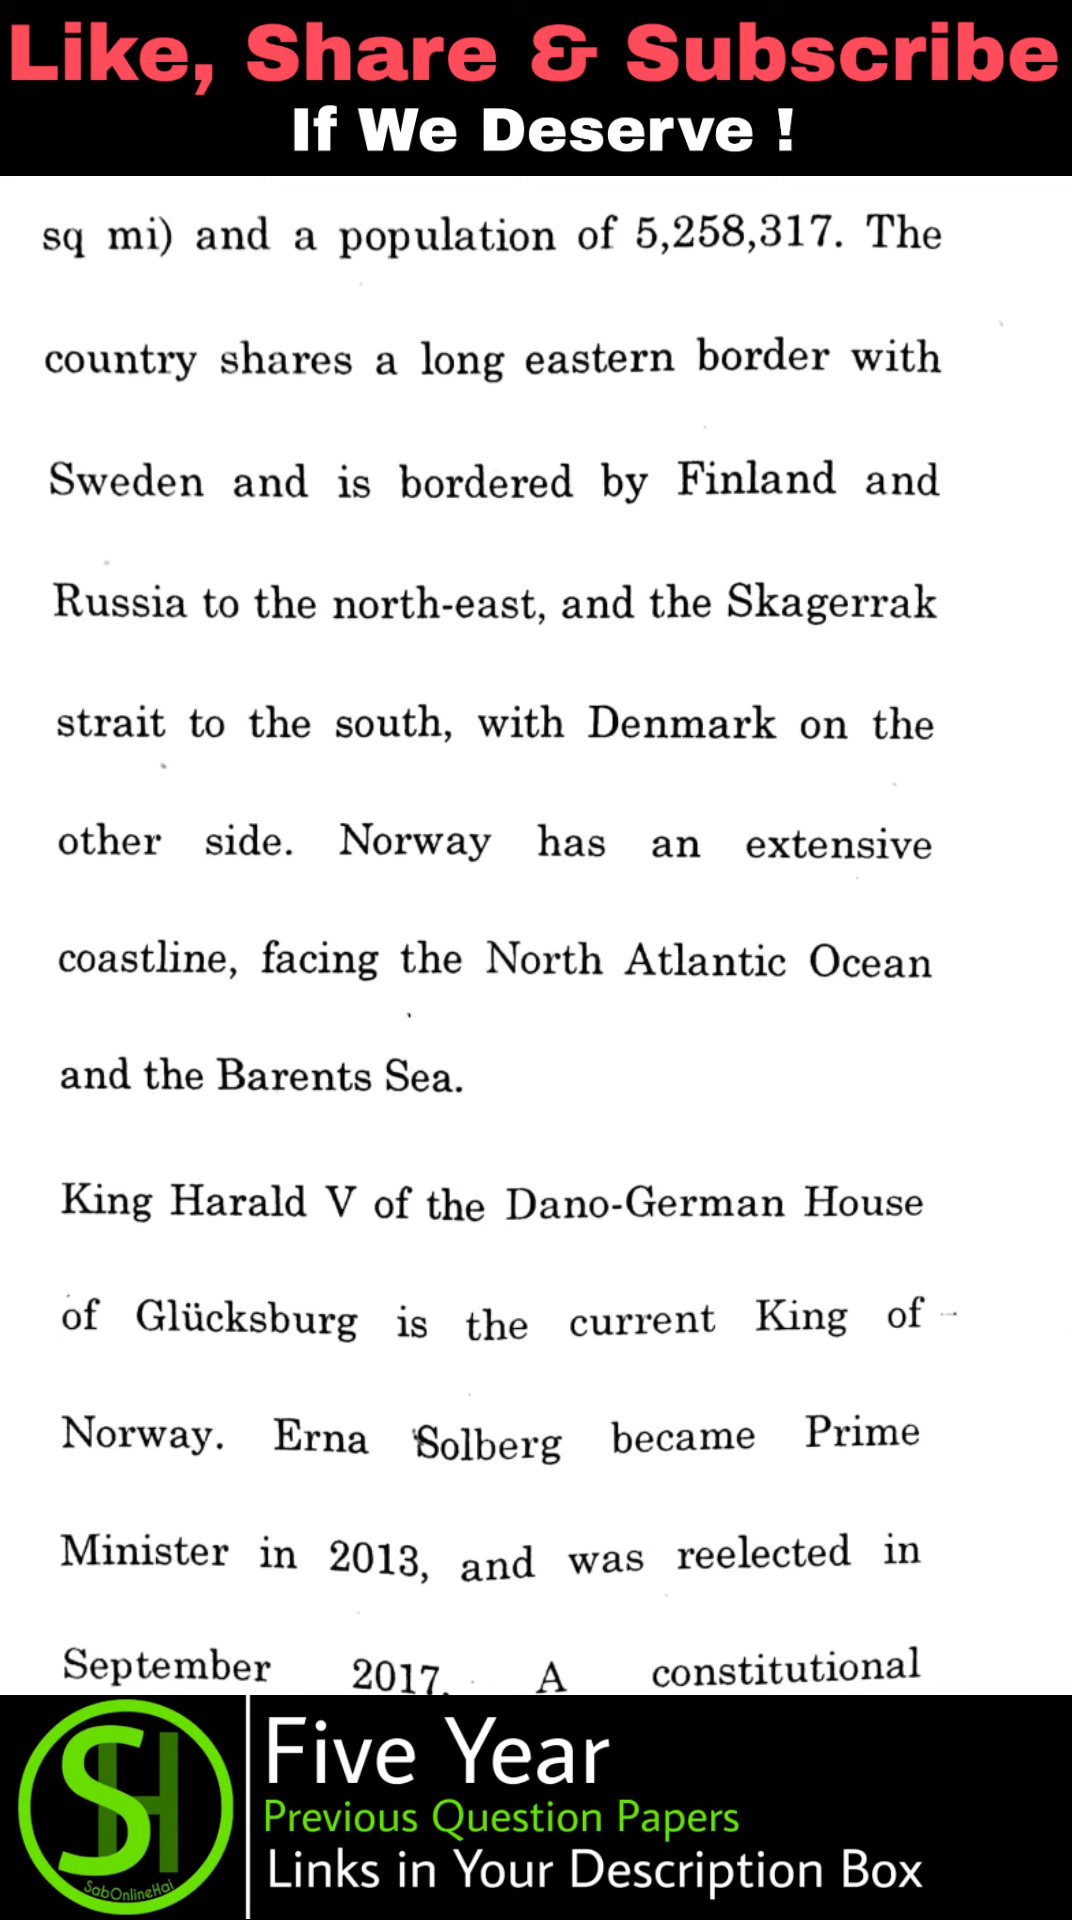 Like, Share & Subscribe
If We Deserve !
sq mi) and a population of 5,258,317. The
country shares a long eastern border with
Sweden and is bordered by Finland and
Russia to the north-east, and the Skagerrak
strait to the south, with Denmark on the
other side. Norway has an extensive
coastline, facing the North Atlantic Ocean
and the Barents Sea.
King Harald V of the Dano-German House
of Glücksburg is the current King of
Norway. Erna Solberg became Prime
Minister in 2013, and was reelected in
September 2017. A constitutional
SH
SabOnlineHai
Five Year
Previous Question Papers
Links in Your Description Box